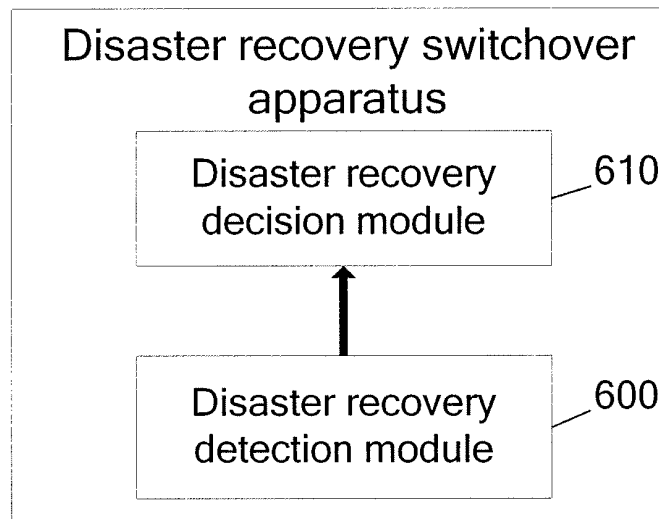 Disaster recovery switchover
apparatus
Disaster recovery
decision module
610
Disaster recovery
detection module
600